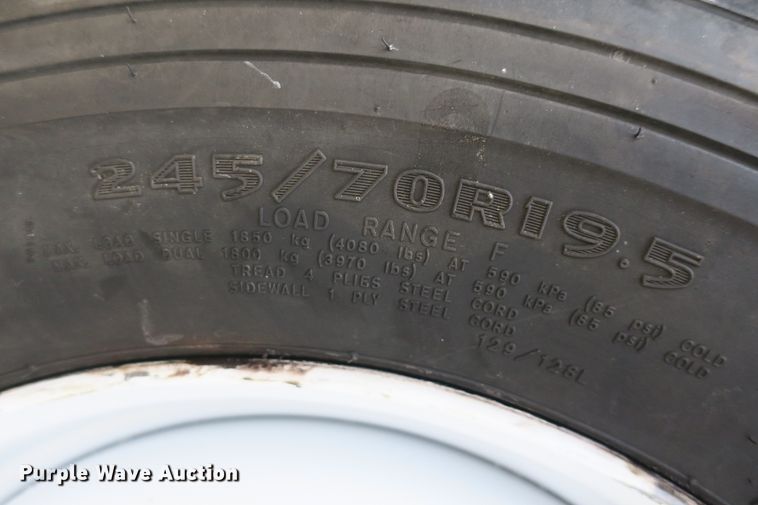 245/70R19.5
LOAD RANGE F
MAX. LOAD SINGLE 1850 kg (4080 lbs) AT 590 kPa (85 psi) COLD
MAX. LOAD DUAL 1800 kg (3970 lbs) AT 590 kPa (85 psi) COLD
TREAD 4 PLIES STEEL CORD
SIDEWALL 1 PLY STEEL CORD
129/128L
Purple Wave Auction